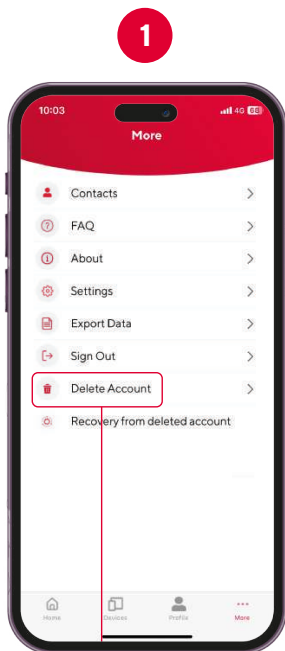 1
10:03
4G 60
More
Contacts
FAQ
About
Settings
Export Data
Sign Out
Delete Account
Recovery from deleted account
Home
Devices
Profile
More